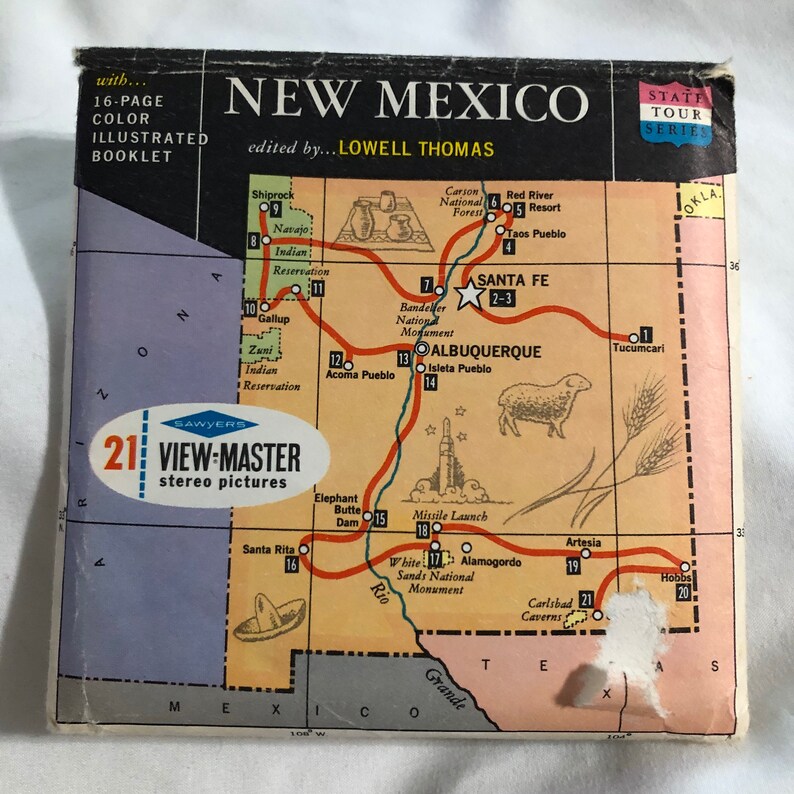 with...
16-PAGE
COLOR
ILLUSTRATED
BOOKLET
NEW MEXICO
edited by... LOWELL THOMAS
STATE
TOUR
SERIES
OKLA.
Shiprock
9
Navajo
8
Indian
Reservation
11
10
Gallup
Zuni
Indian
Reservation
12
Acoma Pueblo
Carson
National
Forest
6
5
Red River
Resort
Taos Pueblo
4
7
SANTA FE
2-3
Bandelier
National
Monument
1
Tucumcari
13
ALBUQUERQUE
Isleta Pueblo
14
36°
ARIZONA
SAWYERS
21
VIEW-MASTER
stereo pictures
Elephant
Butte
Dam
15
Missile Launch
18
Santa Rita
16
White
17
Sands National
Monument
Alamogordo
Artesia
19
Hobbs
20
21
Carlsbad
Caverns
33
Rio
Grande
TEXAS
MEXICO
108° W
104°